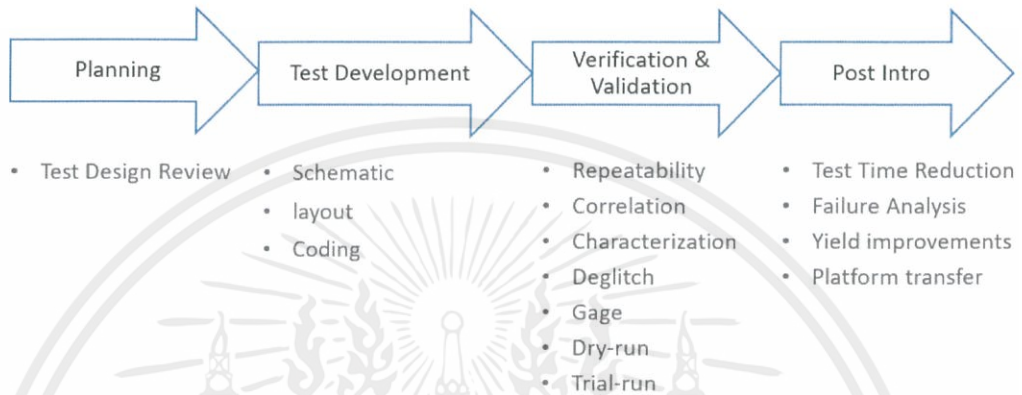 Planning
Test Development
Verification &
Validation
Post Intro
• Test Design Review
• Schematic
• layout
• Coding
• Repeatability
• Correlation
• Characterization
• Deglitch
• Gage
• Dry-run
• Trial-run
• Test Time Reduction
• Failure Analysis
• Yield improvements
• Platform transfer